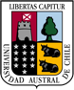 LIBERTAS CAPITUR
UNIVERSIDAD AUSTRAL DE CHILE